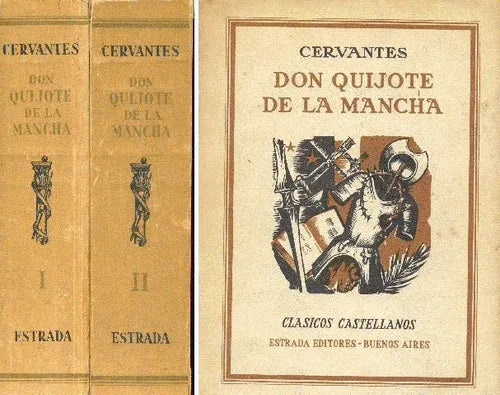 CERVANTES
DON
QUIJOTE
DE LA
MANCHA
I
ESTRADA
CERVANTES
DON
QUIJOTE
DE LA
MANCHA
II
ESTRADA
CERVANTES
DON QUIJOTE
DE LA MANCHA
CLASICOS CASTELLANOS
ESTRADA EDITORES - BUENOS AIRES